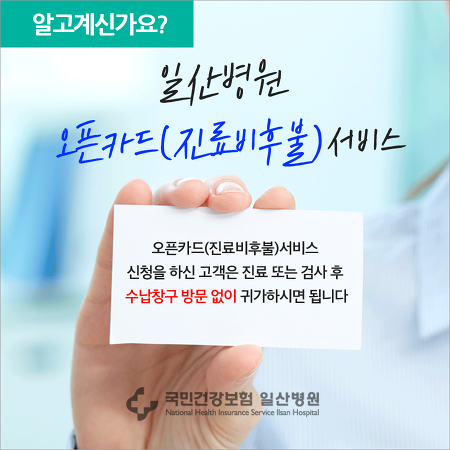 알고계신가요?
일산병원
오픈카드(진료비후불)서비스
오픈카드(진료비후불)서비스
신청을 하신 고객은 진료 또는 검사 후
수납창구 방문 없이 귀가하시면 됩니다
국민건강보험 일산병원
National Health Insurance Service Ilsan Hospital